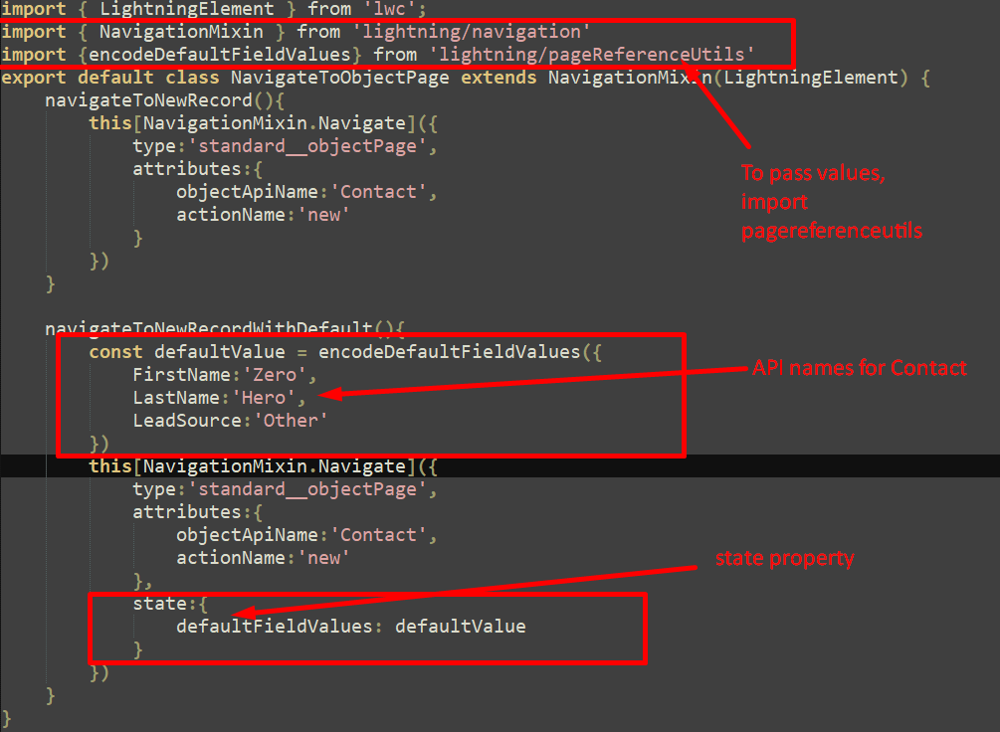 import { LightningElement } from 'lwc';
import { NavigationMixin } from 'lightning/navigation'
import {encodeDefaultFieldValues} from 'lightning/pageReferenceUtils'
export default class NavigateToObjectPage extends NavigationMixin(LightningElement) {
    navigateToNewRecord(){
        this[NavigationMixin.Navigate]({
            type:'standard__objectPage',
            attributes:{
                objectApiName:'Contact',
                actionName:'new'
            }
        })
    }
To pass values,
import
pagereferenceutils
    navigateToNewRecordWithDefault(){
        const defaultValue = encodeDefaultFieldValues({
            FirstName:'Zero',
            LastName:'Hero',
            LeadSource:'Other'
        })
API names for Contact
        this[NavigationMixin.Navigate]({
            type:'standard__objectPage',
            attributes:{
                objectApiName:'Contact',
                actionName:'new'
            },
            state:{
                defaultFieldValues: defaultValue
            }
        })
    }
}
state property